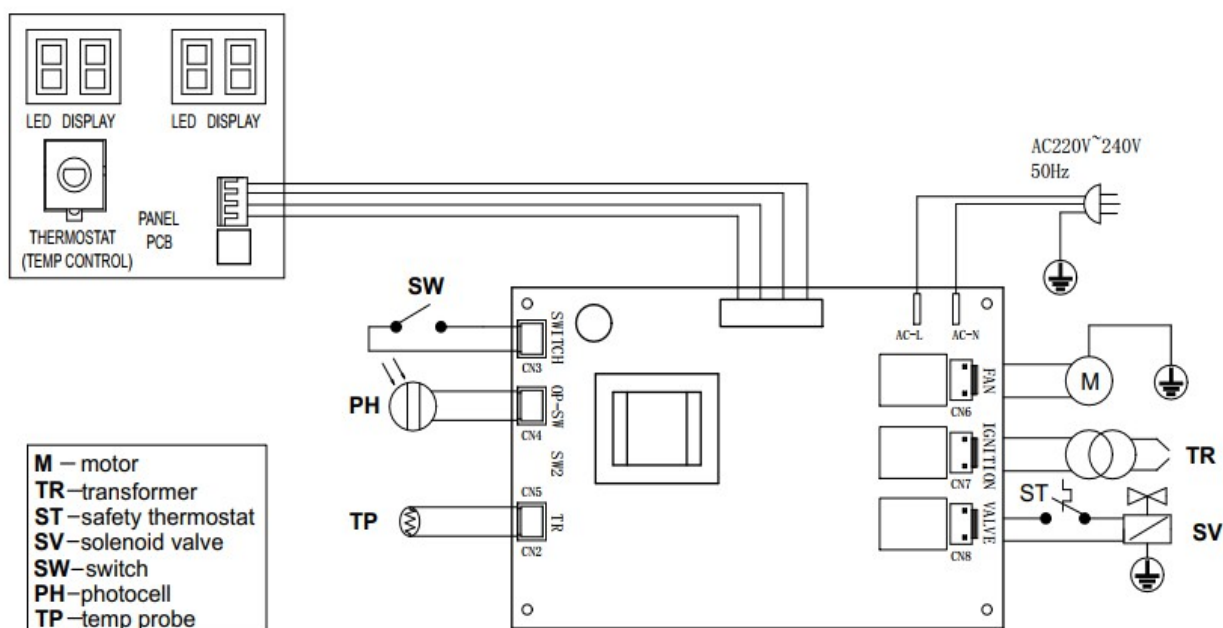 LED DISPLAY
LED DISPLAY
THERMOSTAT
(TEMP CONTROL)
PANEL
PCB
AC220V~240V
50Hz
SW
SWITCH
CN3
PH
OP-SW
CN4
SW2
CN5
TP
TR
CN2
AC-L
AC-N
FAN
CN6
M
IGNITION
CN7
TR
VALVE
CN8
ST
SV
M－motor
TR－transformer
ST－safety thermostat
SV－solenoid valve
SW－switch
PH－photocell
TP－temp probe